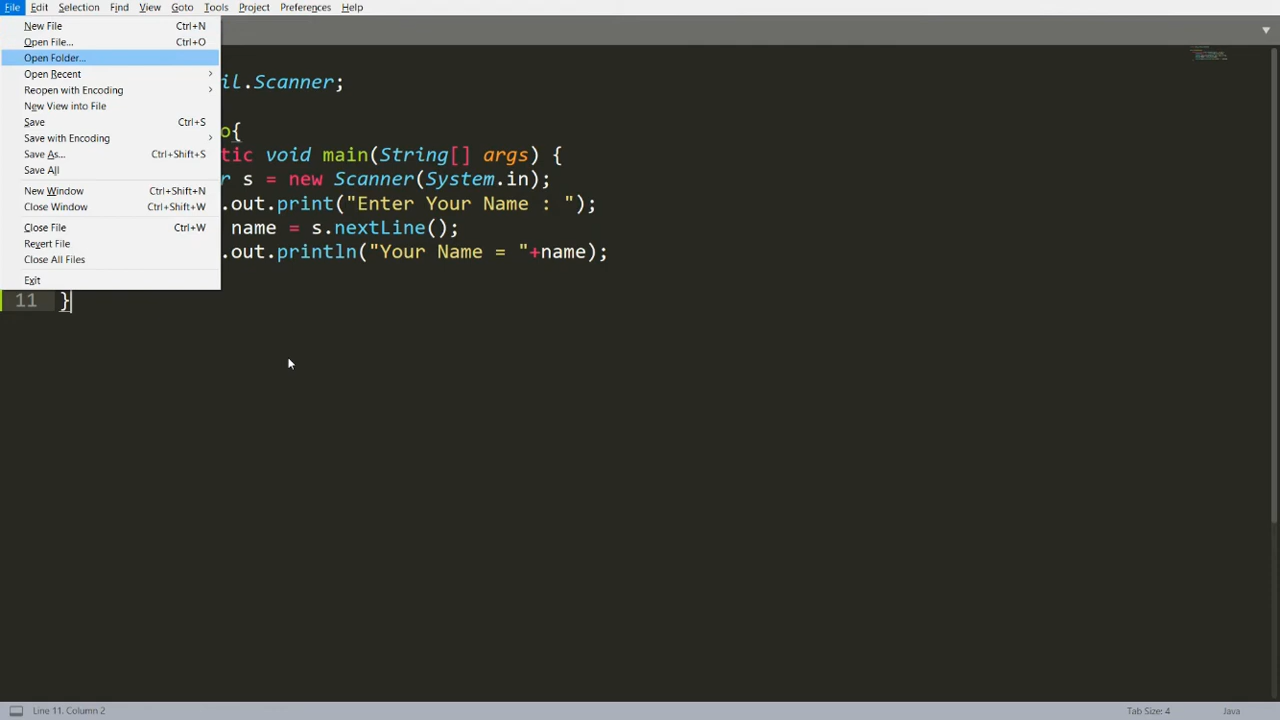 File Edit Selection Find View Goto Tools Project Preferences Help
New File Ctrl+N
Open File... Ctrl+O
Open Folder...
Open Recent
Reopen with Encoding
New View into File
Save Ctrl+S
Save with Encoding
Save As... Ctrl+Shift+S
Save All
New Window Ctrl+Shift+N
Close Window Ctrl+Shift+W
Close File Ctrl+W
Revert File
Close All Files
Exit
il.Scanner;
o{
tic void main(String[] args) {
r s = new Scanner(System.in);
.out.print("Enter Your Name : ");
name = s.nextLine();
.out.println("Your Name = "+name);
11 }
Line 11, Column 2 Tab Size: 4 Java